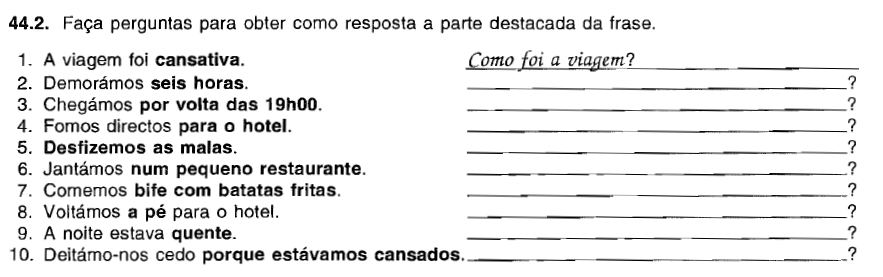 44.2. Faça perguntas para obter como resposta a parte destacada da frase.
1. A viagem foi cansativa. Como foi a viagem?
2. Demorámos seis horas. ?
3. Chegámos por volta das 19h00. ?
4. Fomos directos para o hotel. ?
5. Desfizemos as malas. ?
6. Jantámos num pequeno restaurante. ?
7. Comemos bife com batatas fritas. ?
8. Voltámos a pé para o hotel. ?
9. A noite estava quente. ?
10. Deitámo-nos cedo porque estávamos cansados. ?